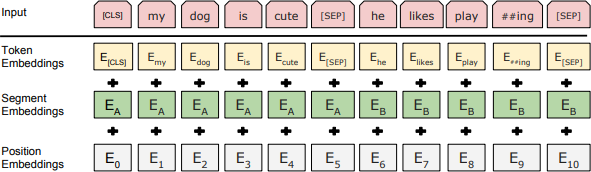 Input [CLS] my dog is cute [SEP] he likes play ##ing [SEP]
Token Embeddings E[CLS] Emy Edog Eis Ecute E[SEP] Ehe Elikes Eplay E##ing E[SEP]
Segment Embeddings EA EA EA EA EA EA EB EB EB EB EB
Position Embeddings E0 E1 E2 E3 E4 E5 E6 E7 E8 E9 E10